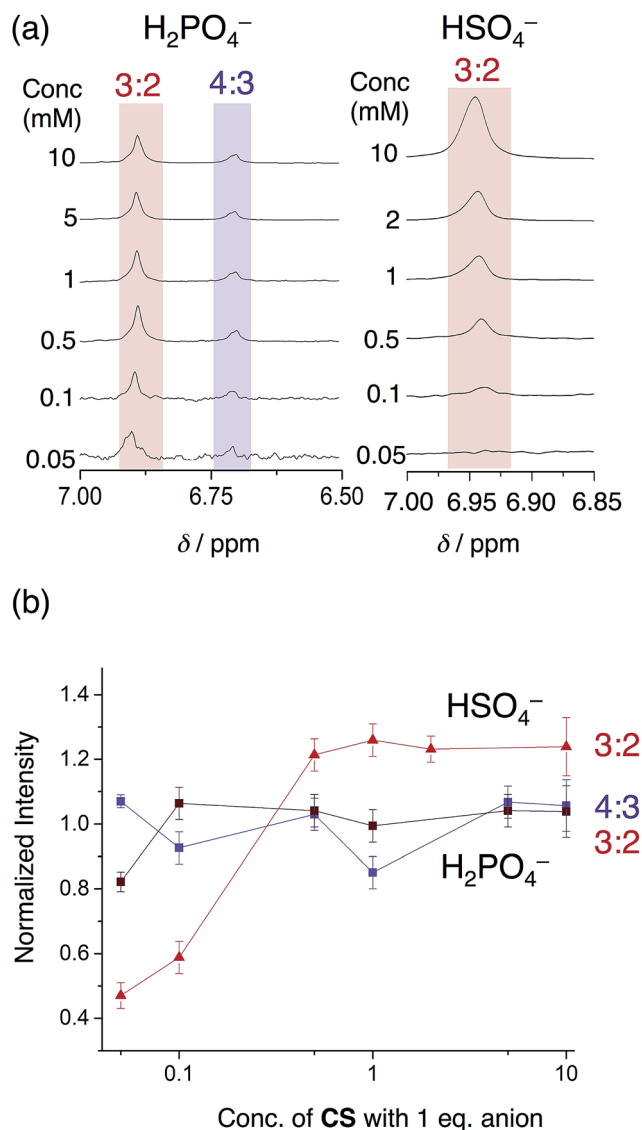 (a)
H₂PO₄⁻
HSO₄⁻
Conc
(mM)
3:2
4:3
3:2
10
5
1
0.5
0.1
0.05
10
2
1
0.5
0.1
0.05
7.00
6.75
6.50
7.00
6.95
6.90
6.85
δ / ppm
δ / ppm
(b)
1.4
1.2
1.0
0.8
0.6
0.4
Normalized Intensity
HSO₄⁻
3:2
4:3
3:2
H₂PO₄⁻
0.1
1
10
Conc. of CS with 1 eq. anion